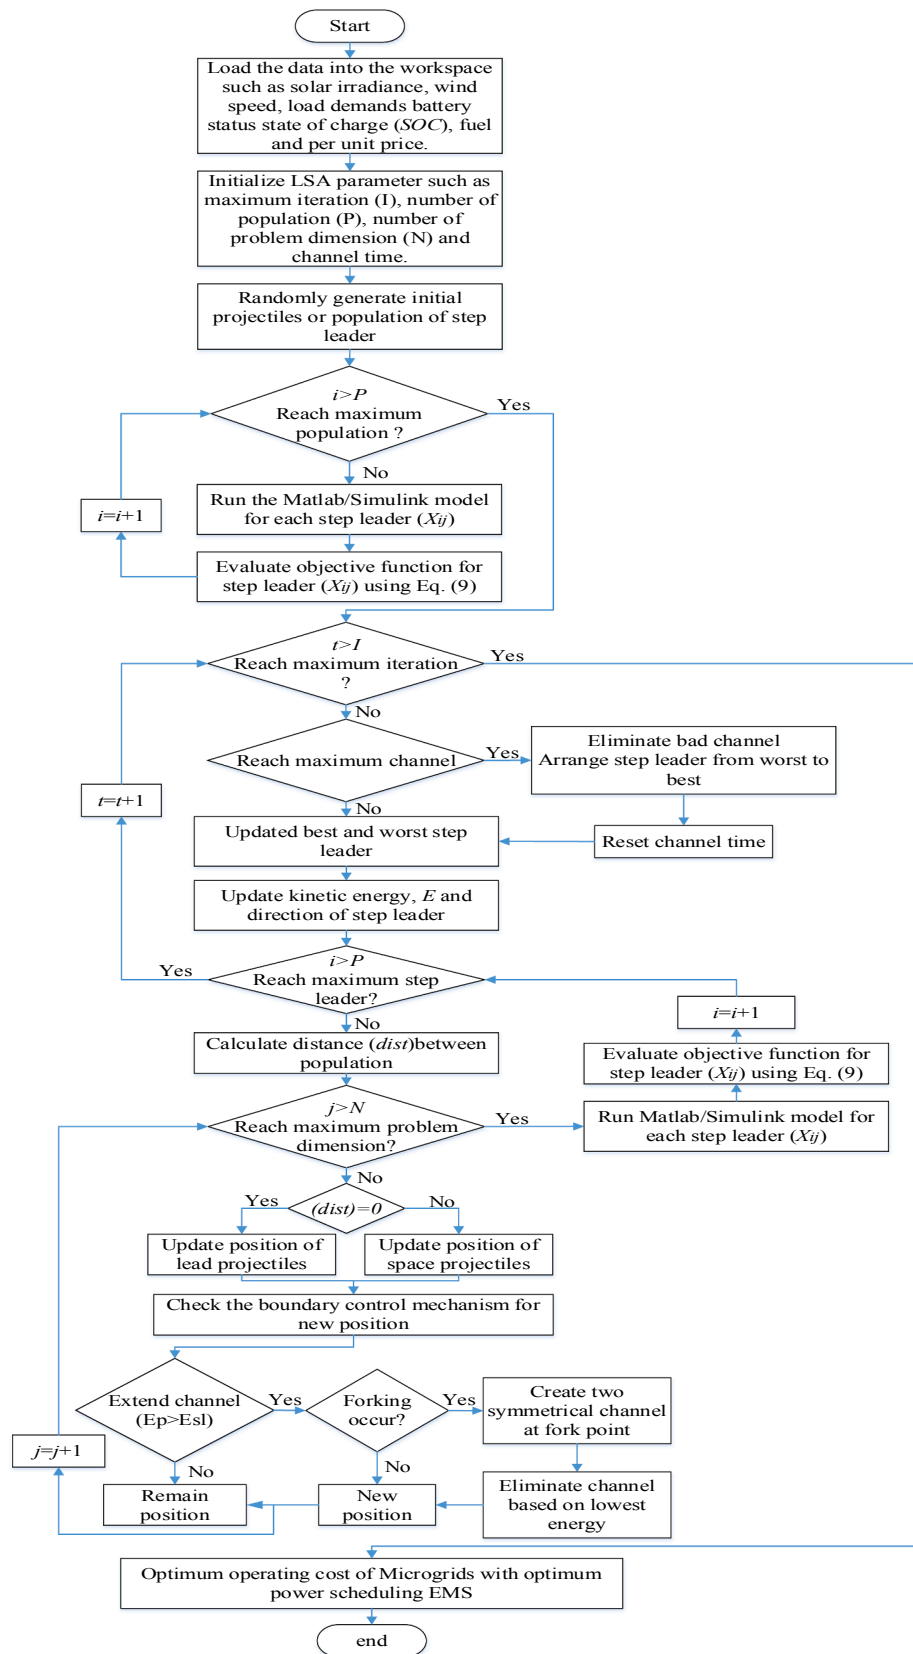 Start
Load the data into the workspace
such as solar irradiance, wind
speed, load demands battery
status state of charge (SOC), fuel
and per unit price.
Initialize LSA parameter such as
maximum iteration (I), number of
population (P), number of
problem dimension (N) and
channel time.
Randomly generate initial
projectiles or population of step
leader
i>P
Reach maximum
population ?
Yes
No
Run the Matlab/Simulink model
for each step leader (Xij)
i=i+1
Evaluate objective function for
step leader (Xij) using Eq. (9)
t>I
Reach maximum iteration
?
Yes
No
Reach maximum channel
Yes
Eliminate bad channel
Arrange step leader from worst to
best
t=t+1
No
Updated best and worst step
leader
Reset channel time
Update kinetic energy, E and
direction of step leader
i>P
Reach maximum step
leader?
Yes
No
i=i+1
Calculate distance (dist)between
population
Evaluate objective function for
step leader (Xij) using Eq. (9)
j>N
Reach maximum problem
dimension?
Yes
Run Matlab/Simulink model for
each step leader (Xij)
No
Yes
(dist)=0
No
Update position of
lead projectiles
Update position of
space projectiles
Check the boundary control mechanism for
new position
Extend channel
(Ep>Esl)
Yes
Forking
occur?
Yes
Create two
symmetrical channel
at fork point
j=j+1
No
No
Remain
position
New
position
Eliminate channel
based on lowest
energy
Optimum operating cost of Microgrids with optimum
power scheduling EMS
end